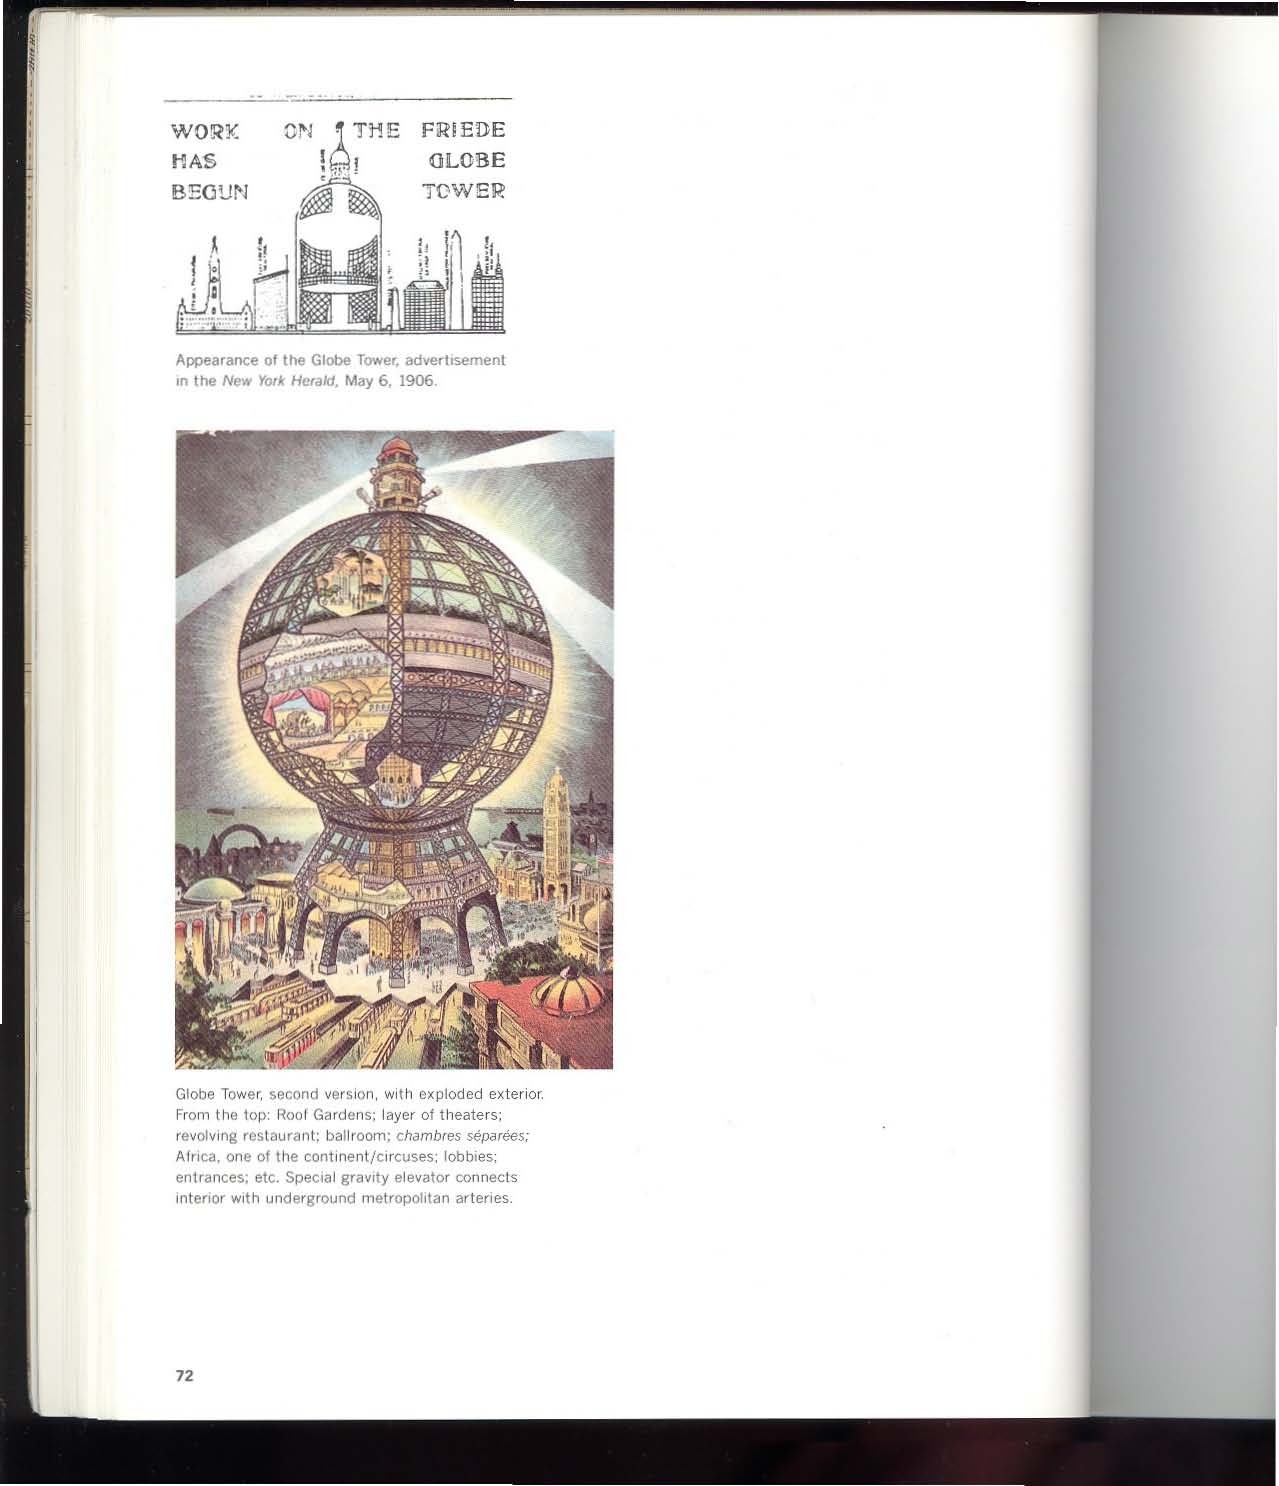 WORK ON THE FRIEDE
HAS GLOBE
BEGUN TOWER
Appearance of the Globe Tower, advertisement
in the New York Herald, May 6, 1906.
Globe Tower, second version, with exploded exterior.
From the top: Roof Gardens; layer of theaters;
revolving restaurant; ballroom; chambres séparées;
Africa, one of the continent/circuses; lobbies;
entrances; etc. Special gravity elevator connects
interior with underground metropolitan arteries.
72